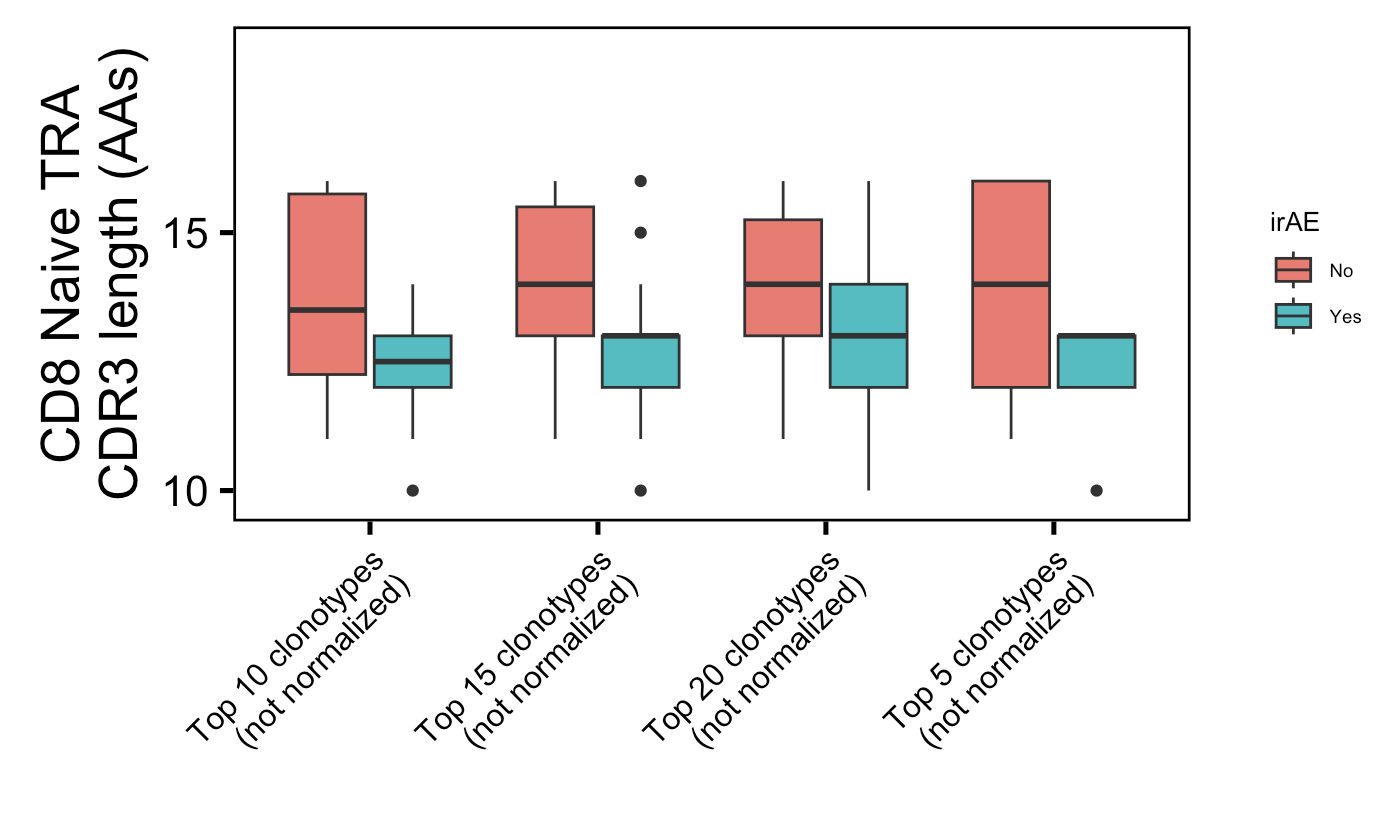 CD8 Naive TRA
CDR3 length (AAs)
15
10
Top 10 clonotypes
(not normalized)
Top 15 clonotypes
(not normalized)
Top 20 clonotypes
(not normalized)
Top 5 clonotypes
(not normalized)
irAE
No
Yes